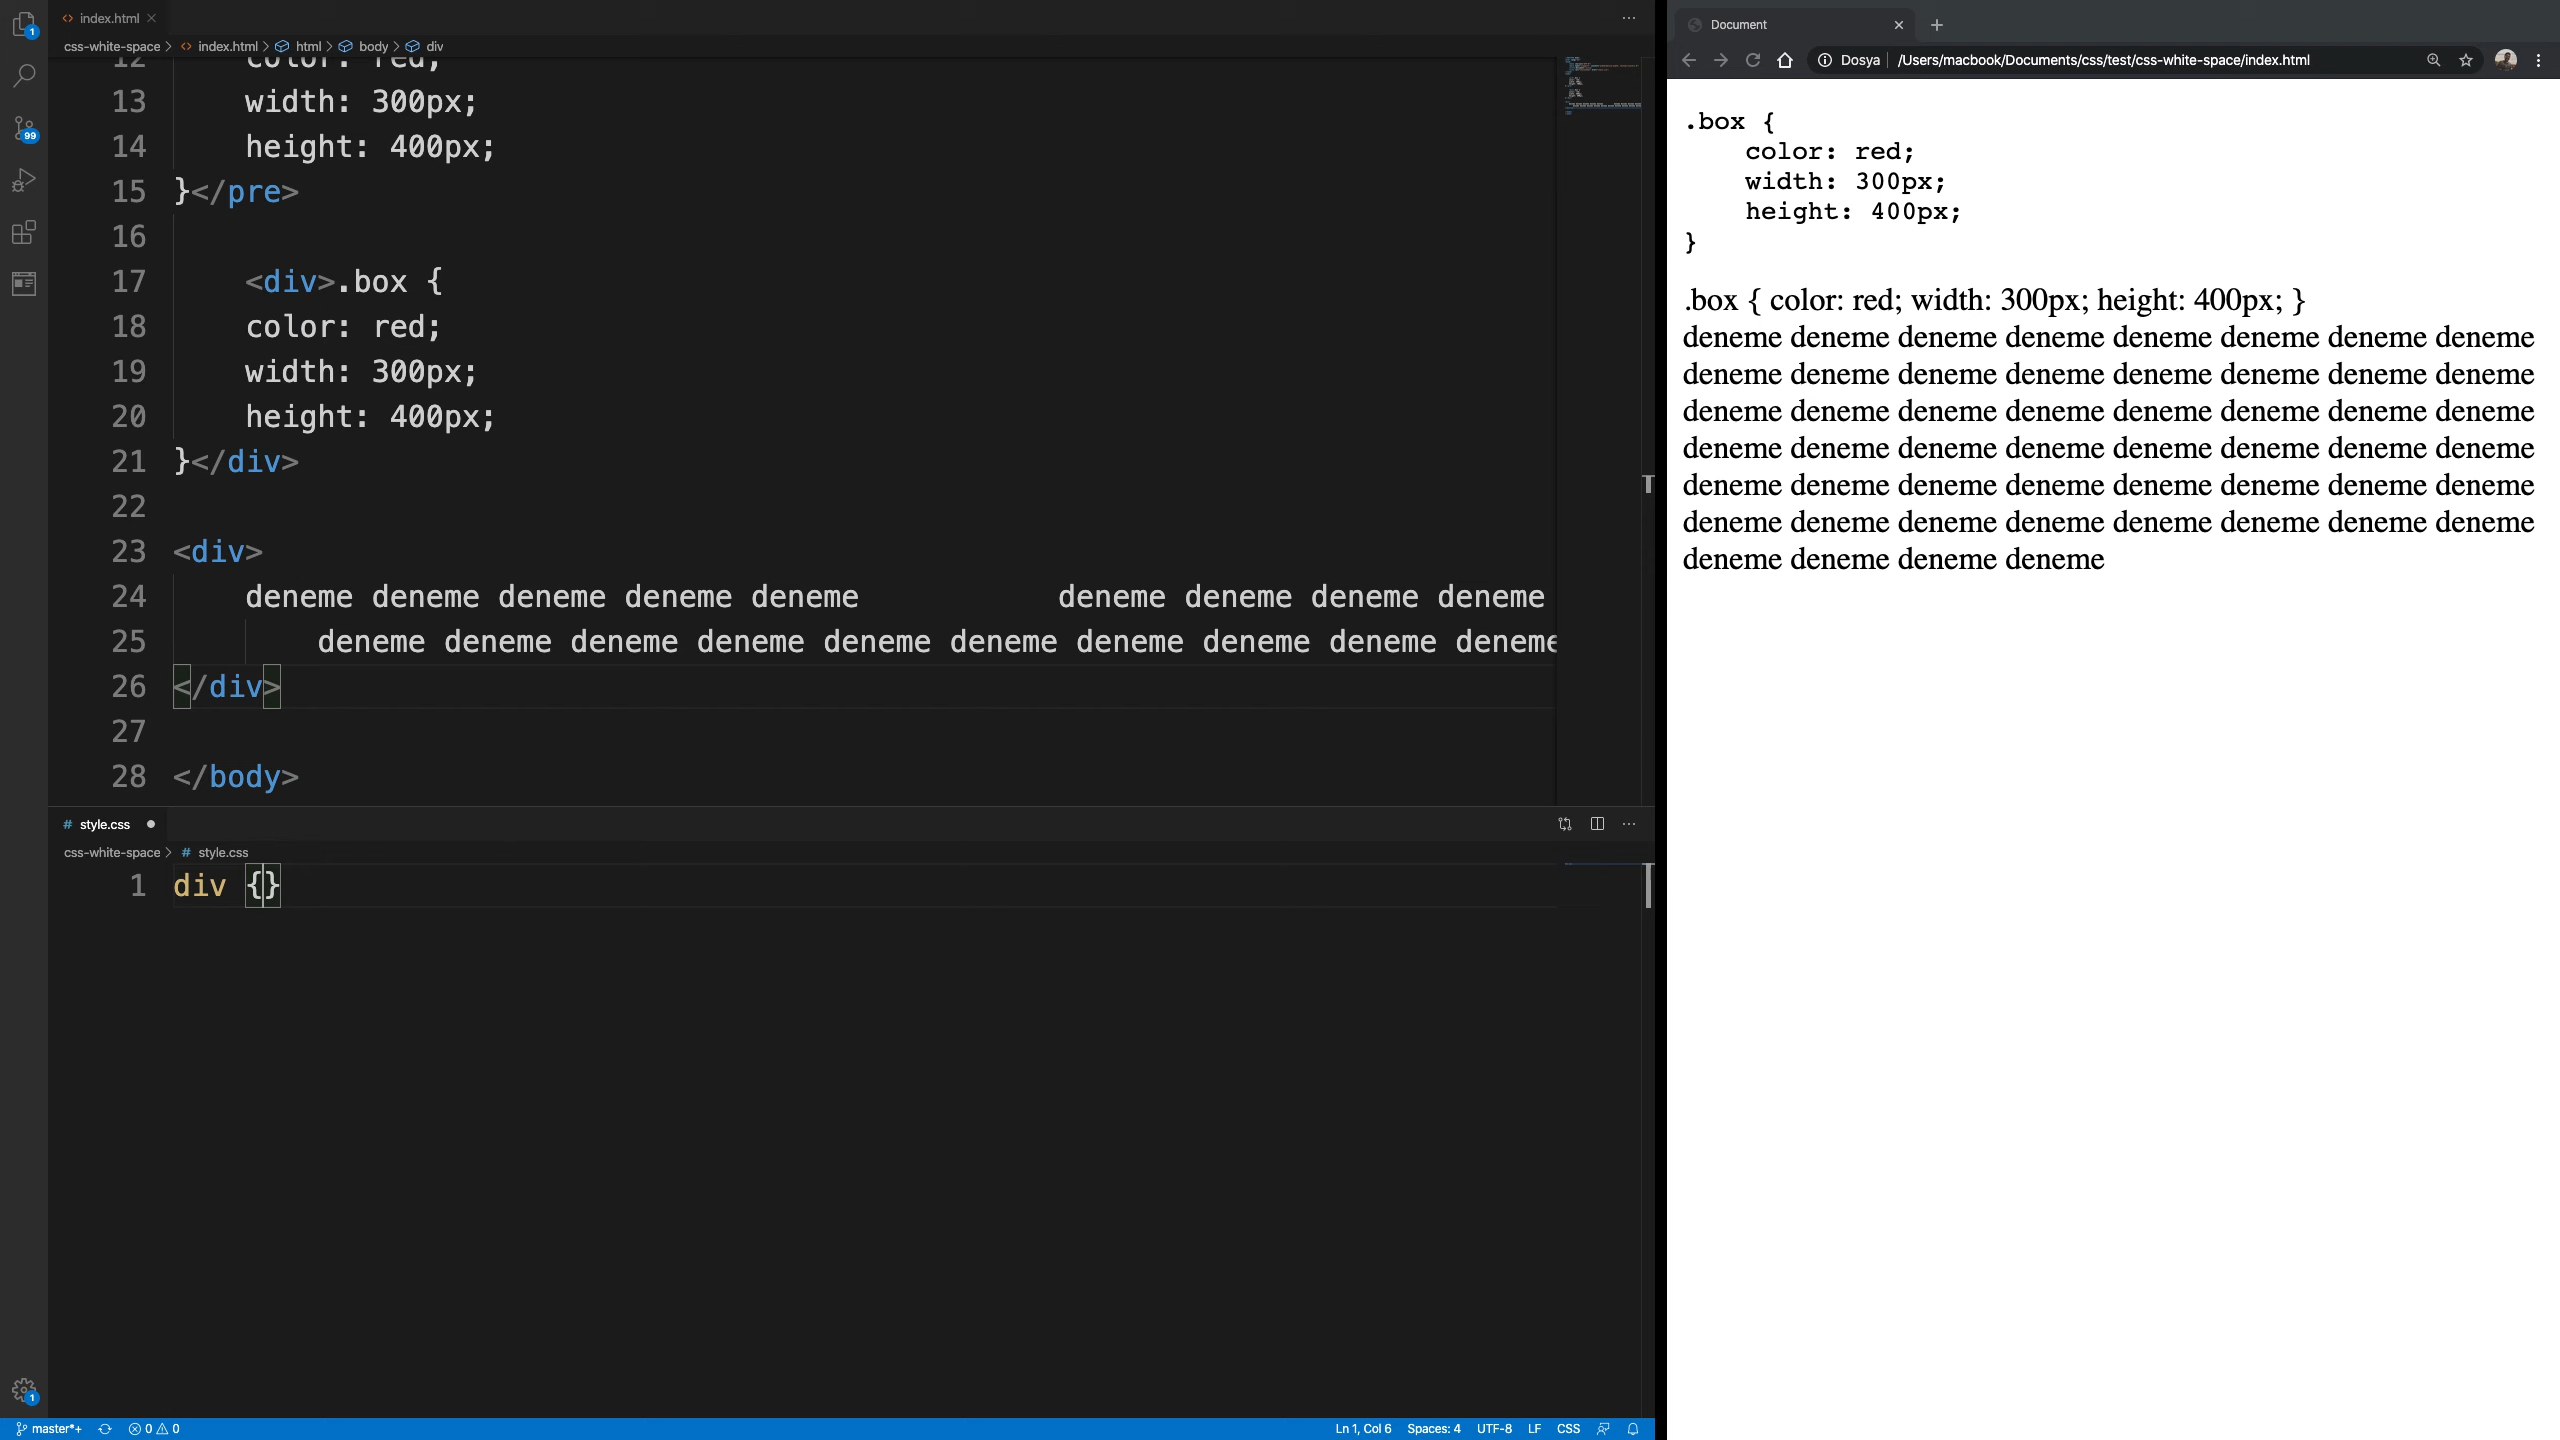 1
99
1
<> index.html
css-white-space > <> index.html > html > body > div
12 color: red;
13 width: 300px;
14 height: 400px;
15 }</pre>
16
17 <div>.box {
18 color: red;
19 width: 300px;
20 height: 400px;
21 }</div>
22
23 <div>
24 deneme deneme deneme deneme deneme deneme deneme deneme deneme
25 deneme deneme deneme deneme deneme deneme deneme deneme deneme deneme
26 </div>
27
28 </body>
# style.css
css-white-space > # style.css
1 div {}
master*+ 0 0
Ln 1, Col 6 Spaces: 4 UTF-8 LF CSS
Document
Dosya /Users/macbook/Documents/css/test/css-white-space/index.html
.box {
color: red;
width: 300px;
height: 400px;
}
.box { color: red; width: 300px; height: 400px; }
deneme deneme deneme deneme deneme deneme deneme deneme
deneme deneme deneme deneme deneme deneme deneme deneme
deneme deneme deneme deneme deneme deneme deneme deneme
deneme deneme deneme deneme deneme deneme deneme deneme
deneme deneme deneme deneme deneme deneme deneme deneme
deneme deneme deneme deneme deneme deneme deneme deneme
deneme deneme deneme deneme